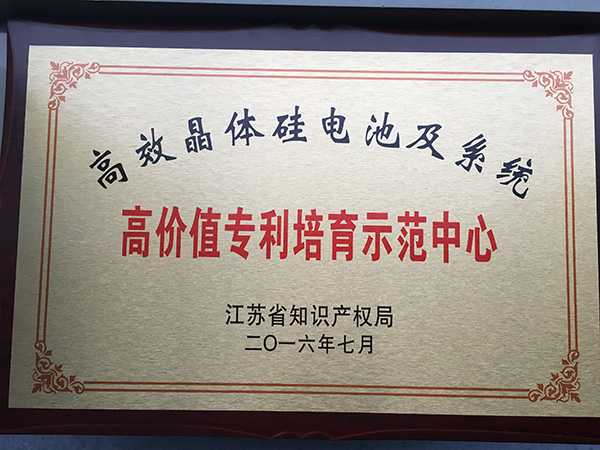 高效晶体硅电池及系统
高价值专利培育示范中心
江苏省知识产权局
二〇一六年七月